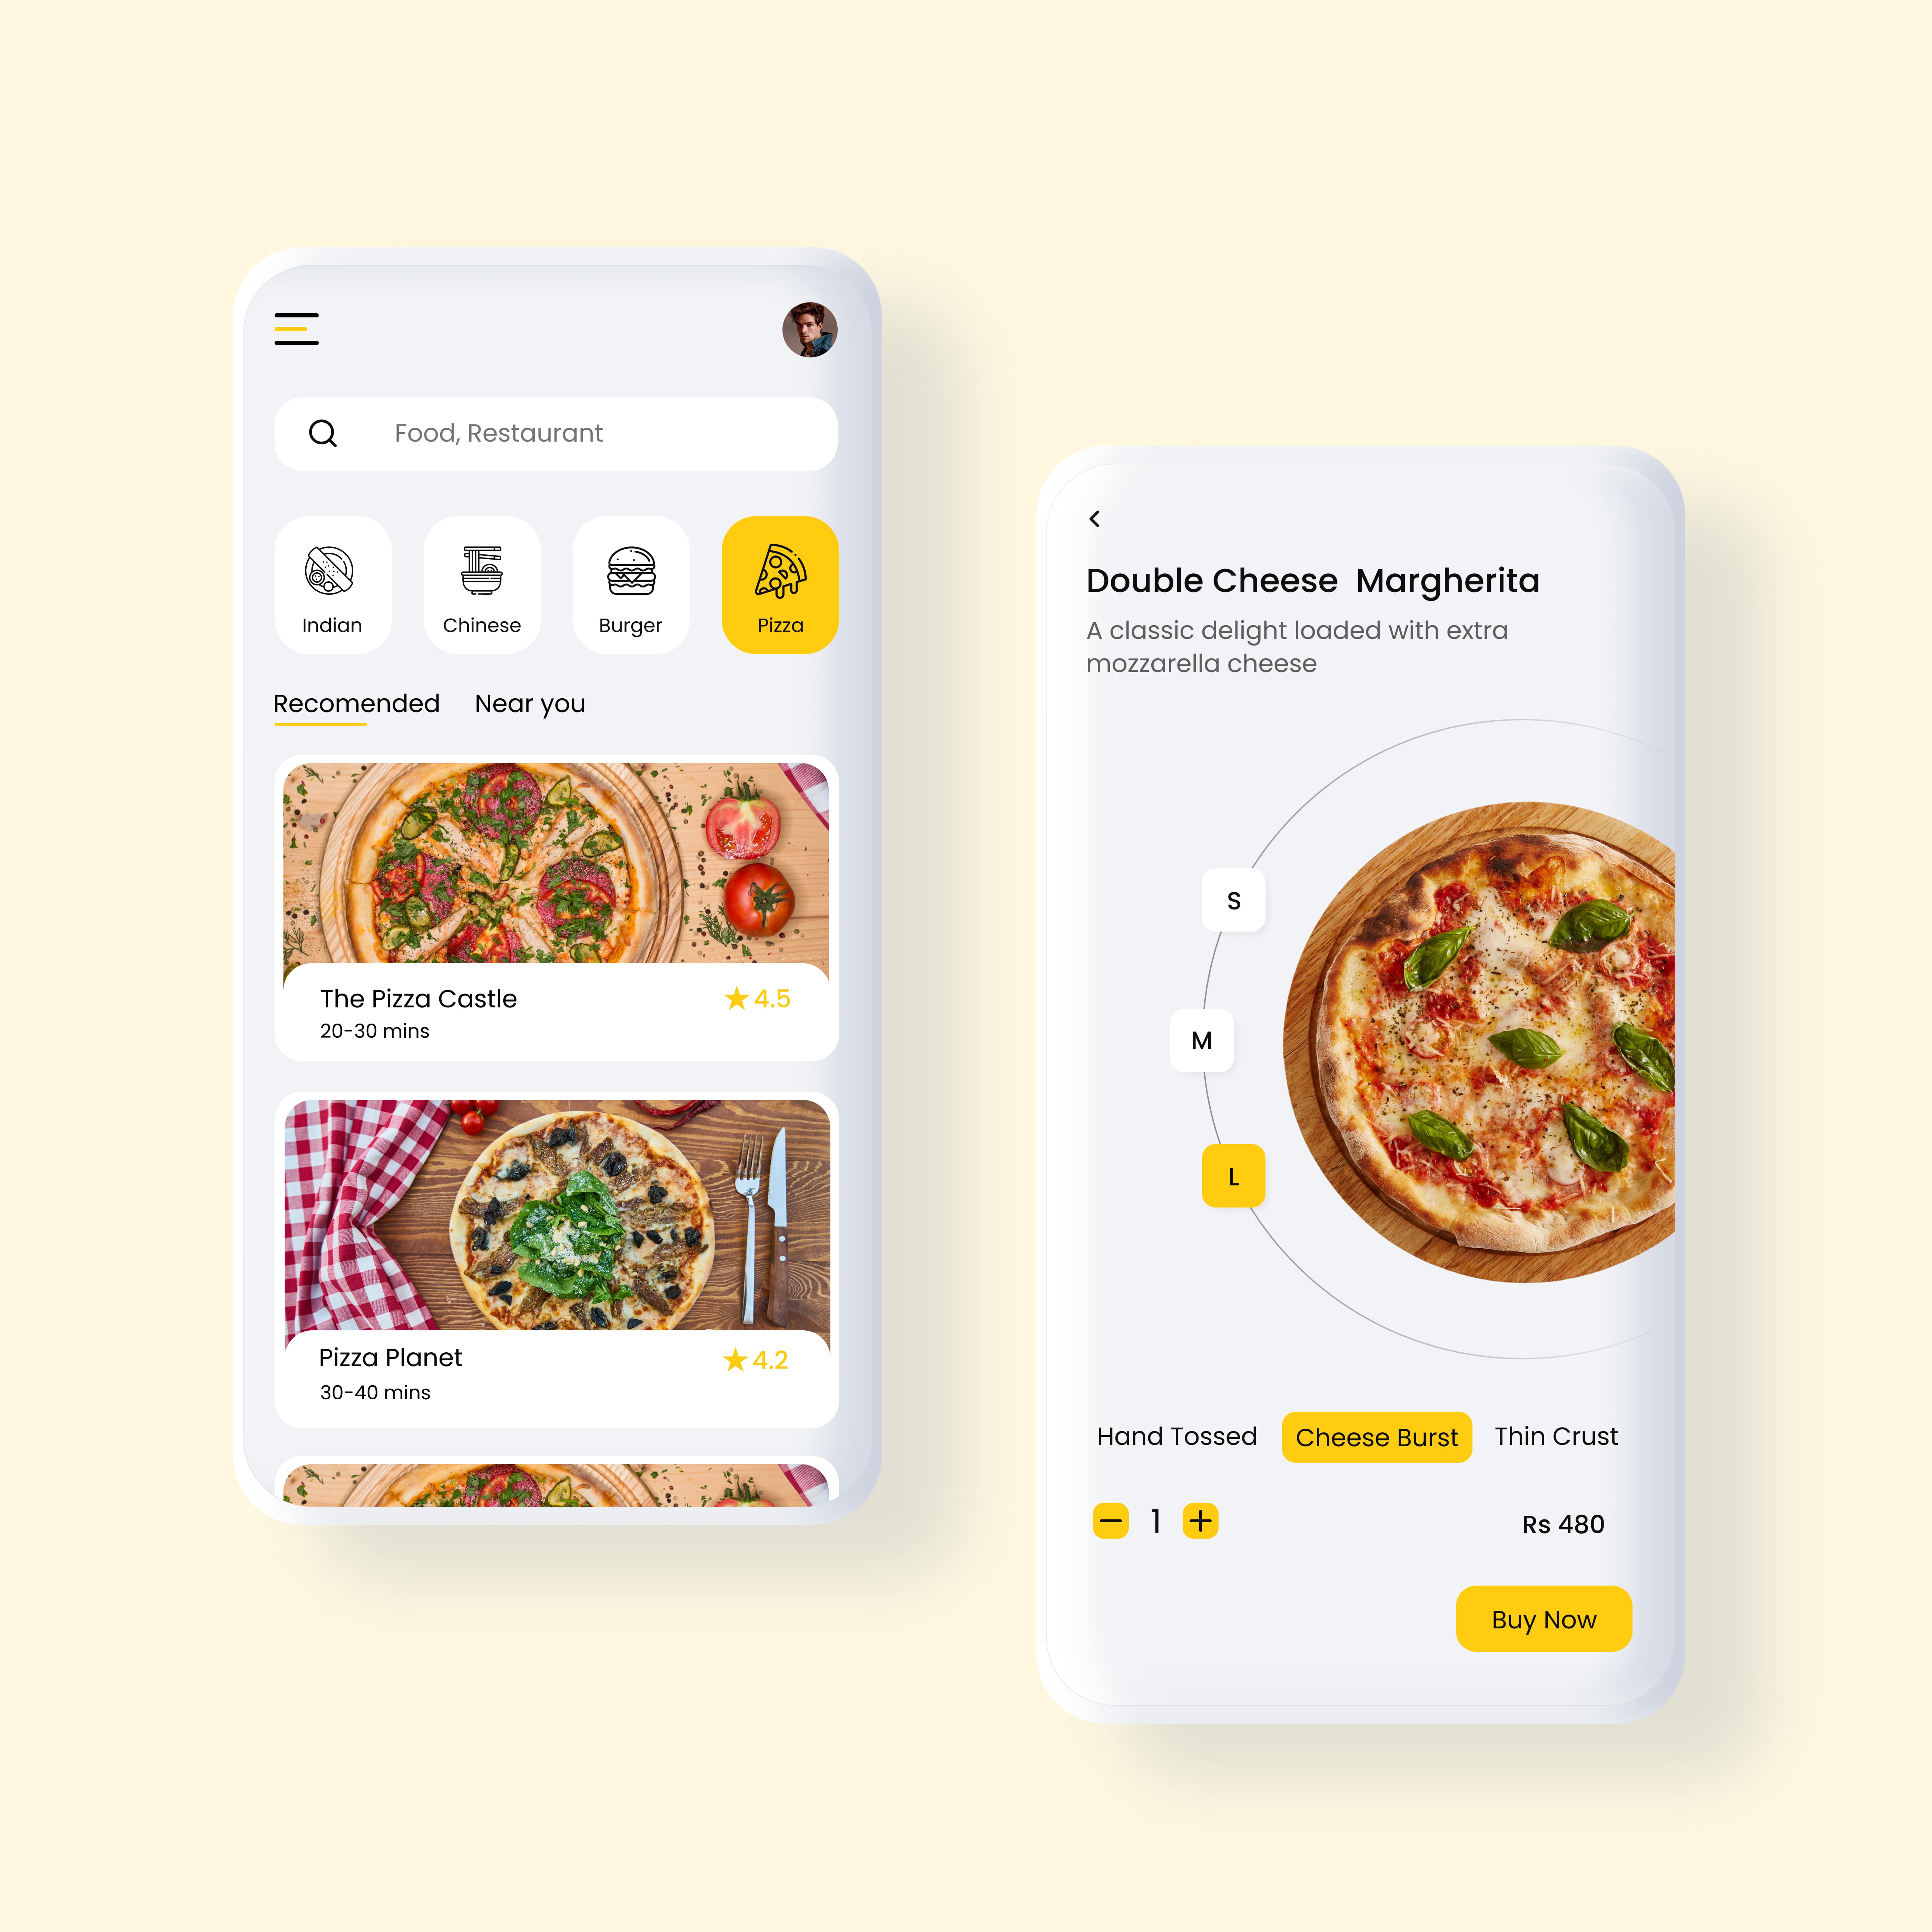 Food, Restaurant
Indian
Chinese
Burger
Pizza
Recomended
Near you
The Pizza Castle
4.5
20-30 mins
Pizza Planet
4.2
30-40 mins
Double Cheese  Margherita
A classic delight loaded with extra
mozzarella cheese
S
M
L
Hand Tossed
Cheese Burst
Thin Crust
1
Rs 480
Buy Now